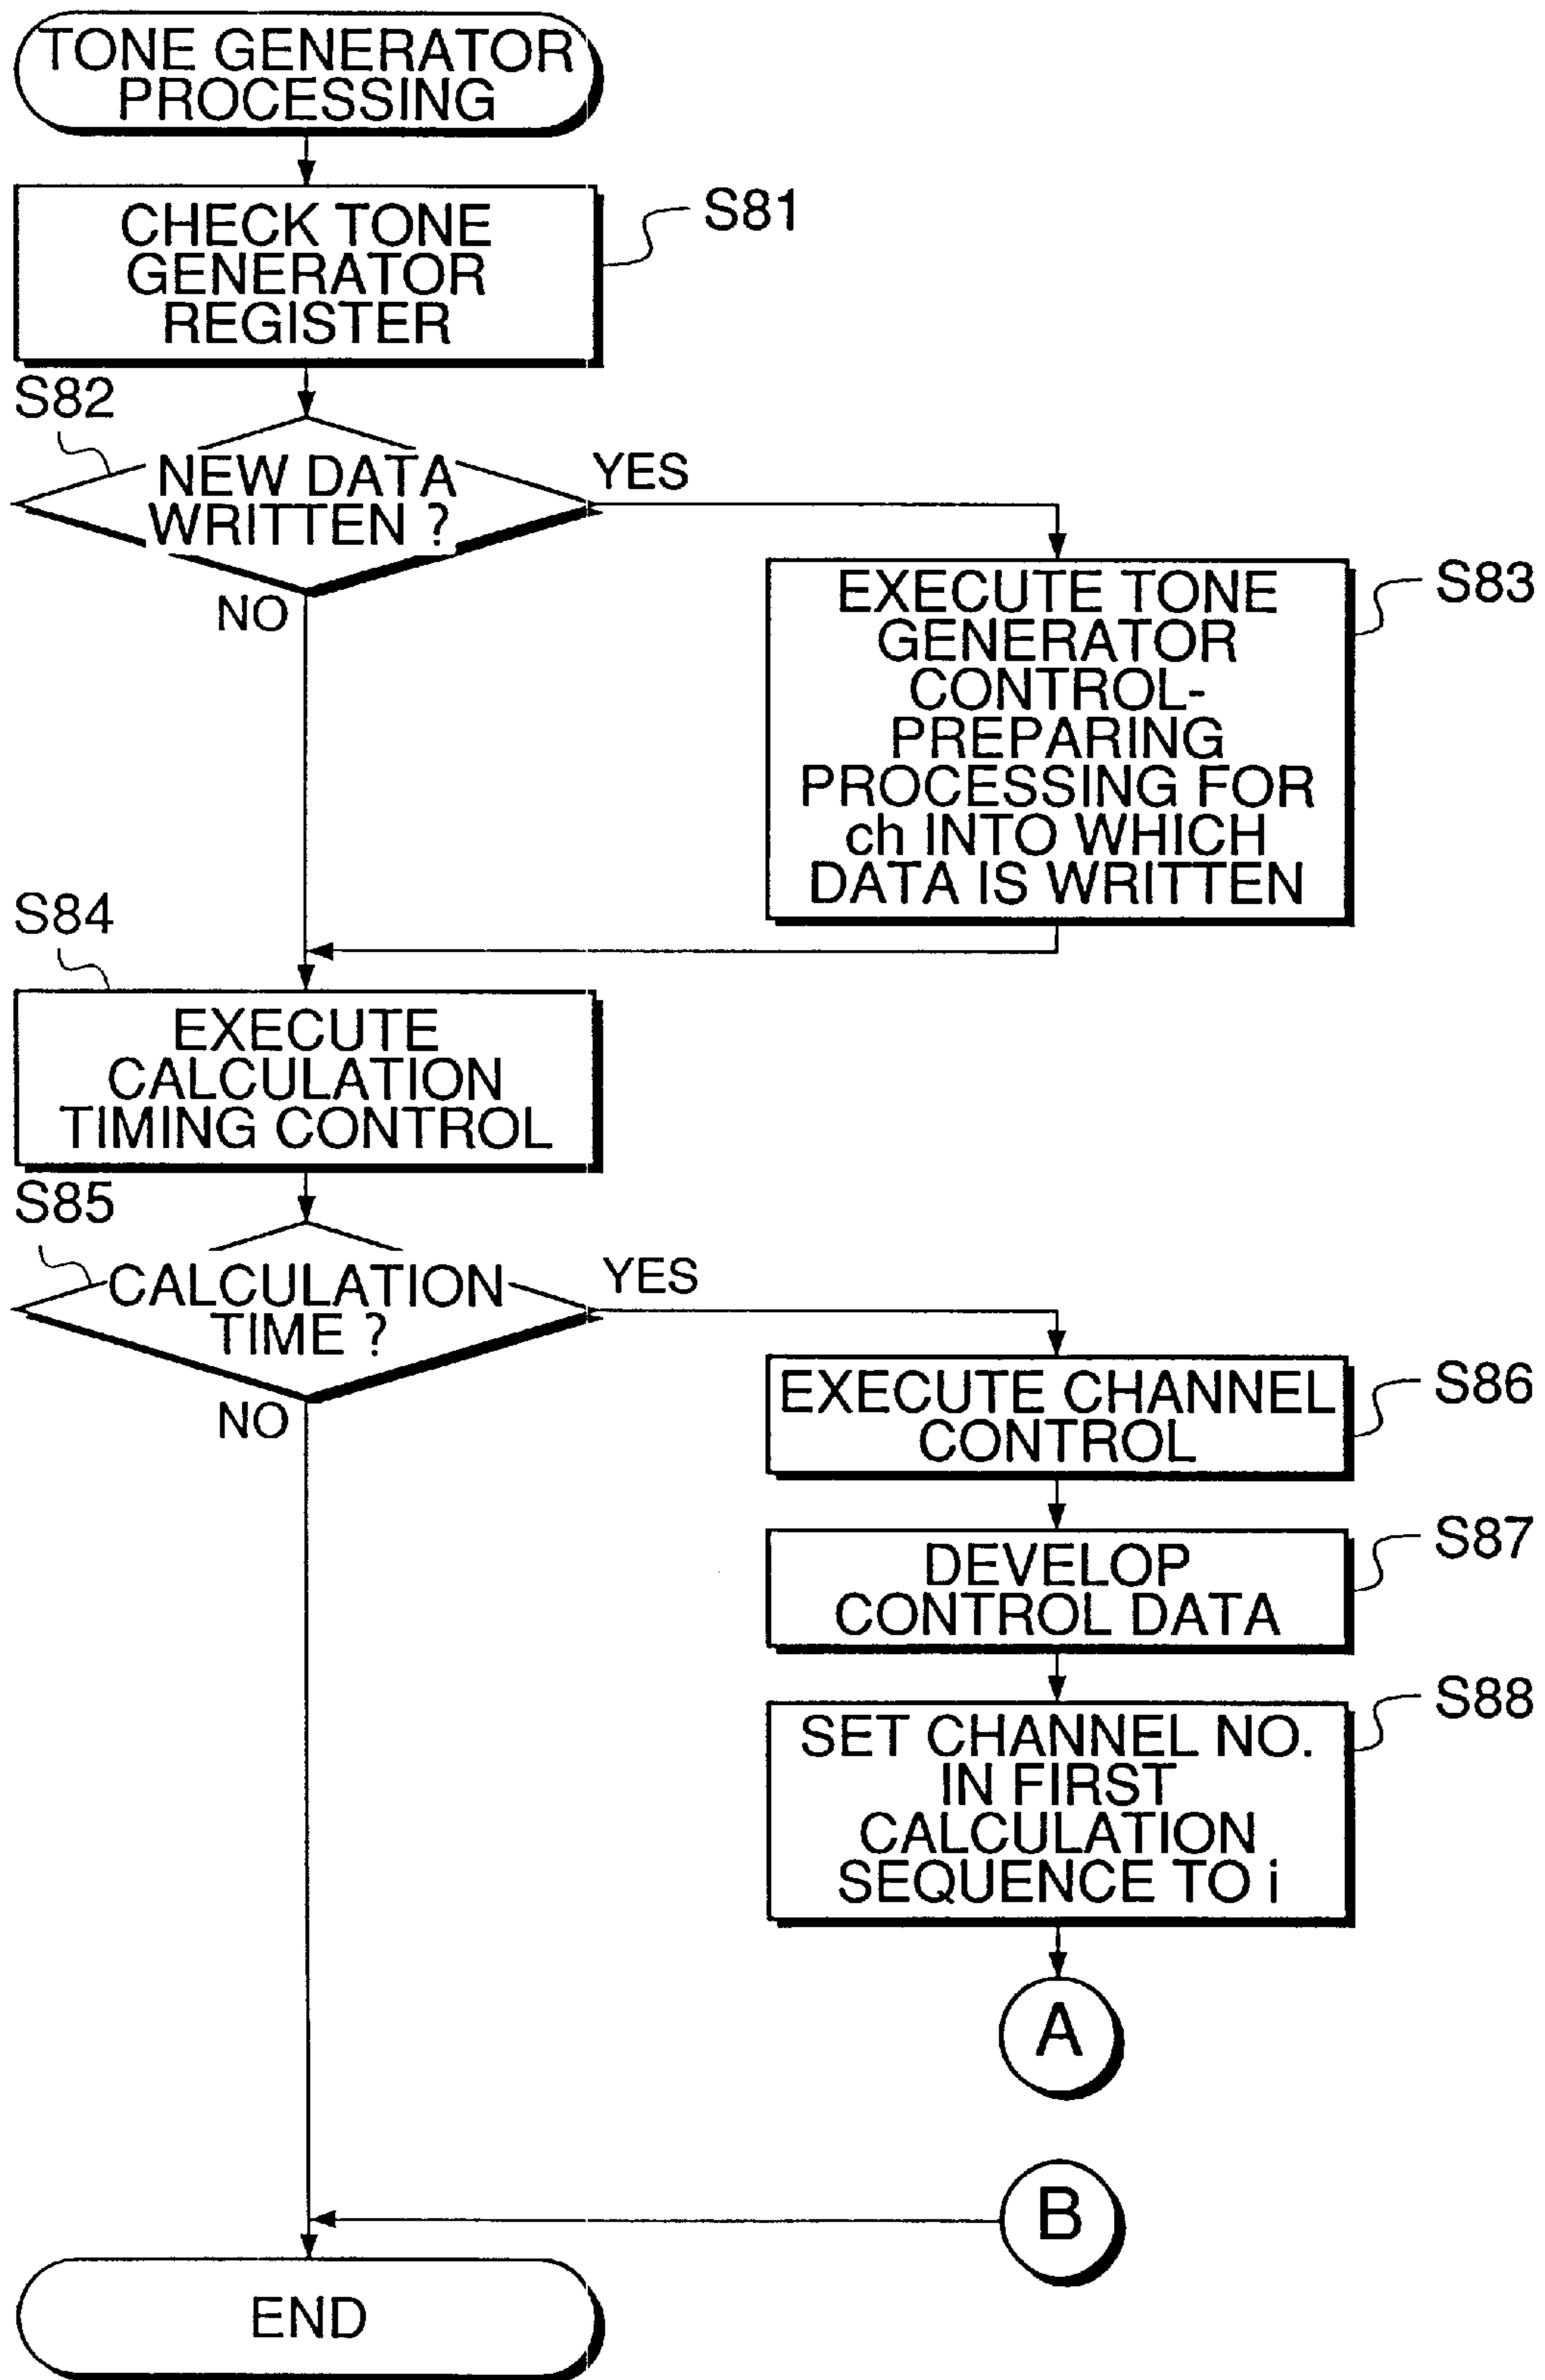 TONE GENERATOR
PROCESSING
CHECK TONE
GENERATOR
REGISTER
S81
S82
NEW DATA
WRITTEN ?
YES
NO
EXECUTE TONE
GENERATOR
CONTROL-
PREPARING
PROCESSING FOR
ch INTO WHICH
DATA IS WRITTEN
S83
S84
EXECUTE
CALCULATION
TIMING CONTROL
S85
CALCULATION
TIME ?
YES
NO
EXECUTE CHANNEL
CONTROL
S86
DEVELOP
CONTROL DATA
S87
SET CHANNEL NO.
IN FIRST
CALCULATION
SEQUENCE TO i
S88
A
B
END